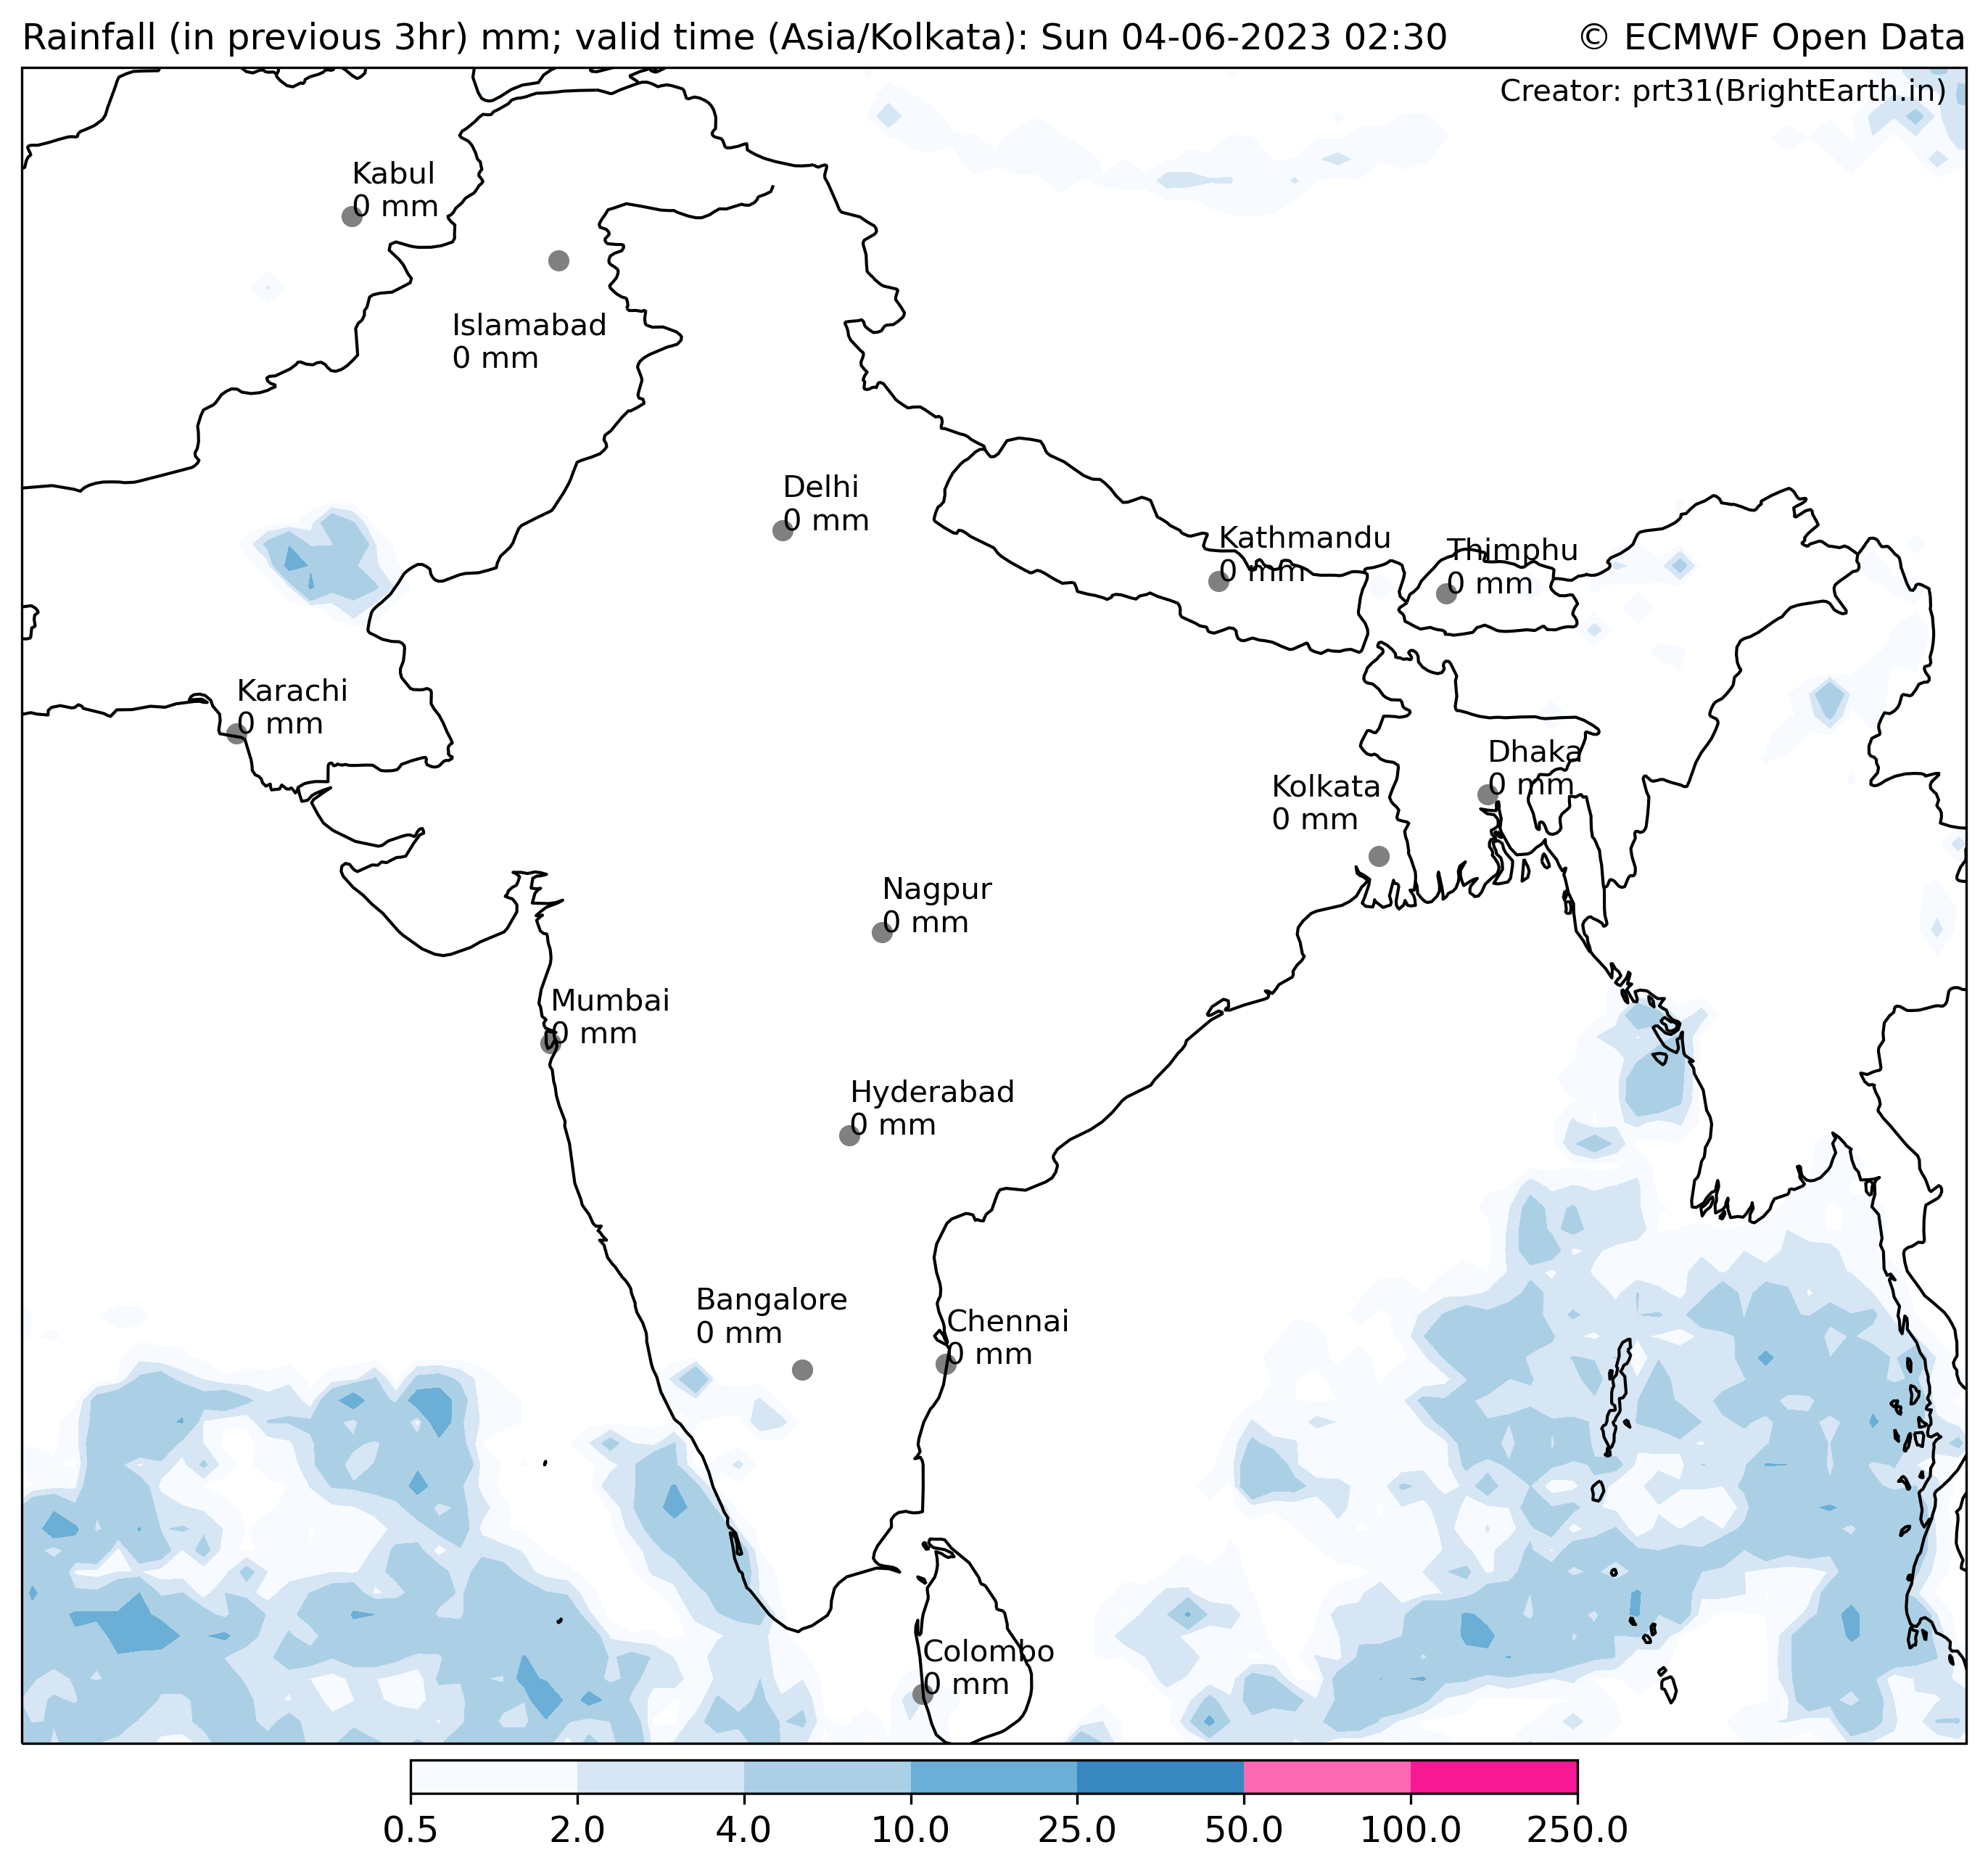 Rainfall (in previous 3hr) mm; valid time (Asia/Kolkata): Sun 04-06-2023 02:30
© ECMWF Open Data
Creator: prt31(BrightEarth.in)
Kabul
0 mm
Islamabad
0 mm
Delhi
0 mm
Kathmandu
0 mm
Thimphu
0 mm
Karachi
0 mm
Dhaka
0 mm
Kolkata
0 mm
Nagpur
0 mm
Mumbai
0 mm
Hyderabad
0 mm
Bangalore
0 mm
Chennai
0 mm
Colombo
0 mm
0.5 2.0 4.0 10.0 25.0 50.0 100.0 250.0